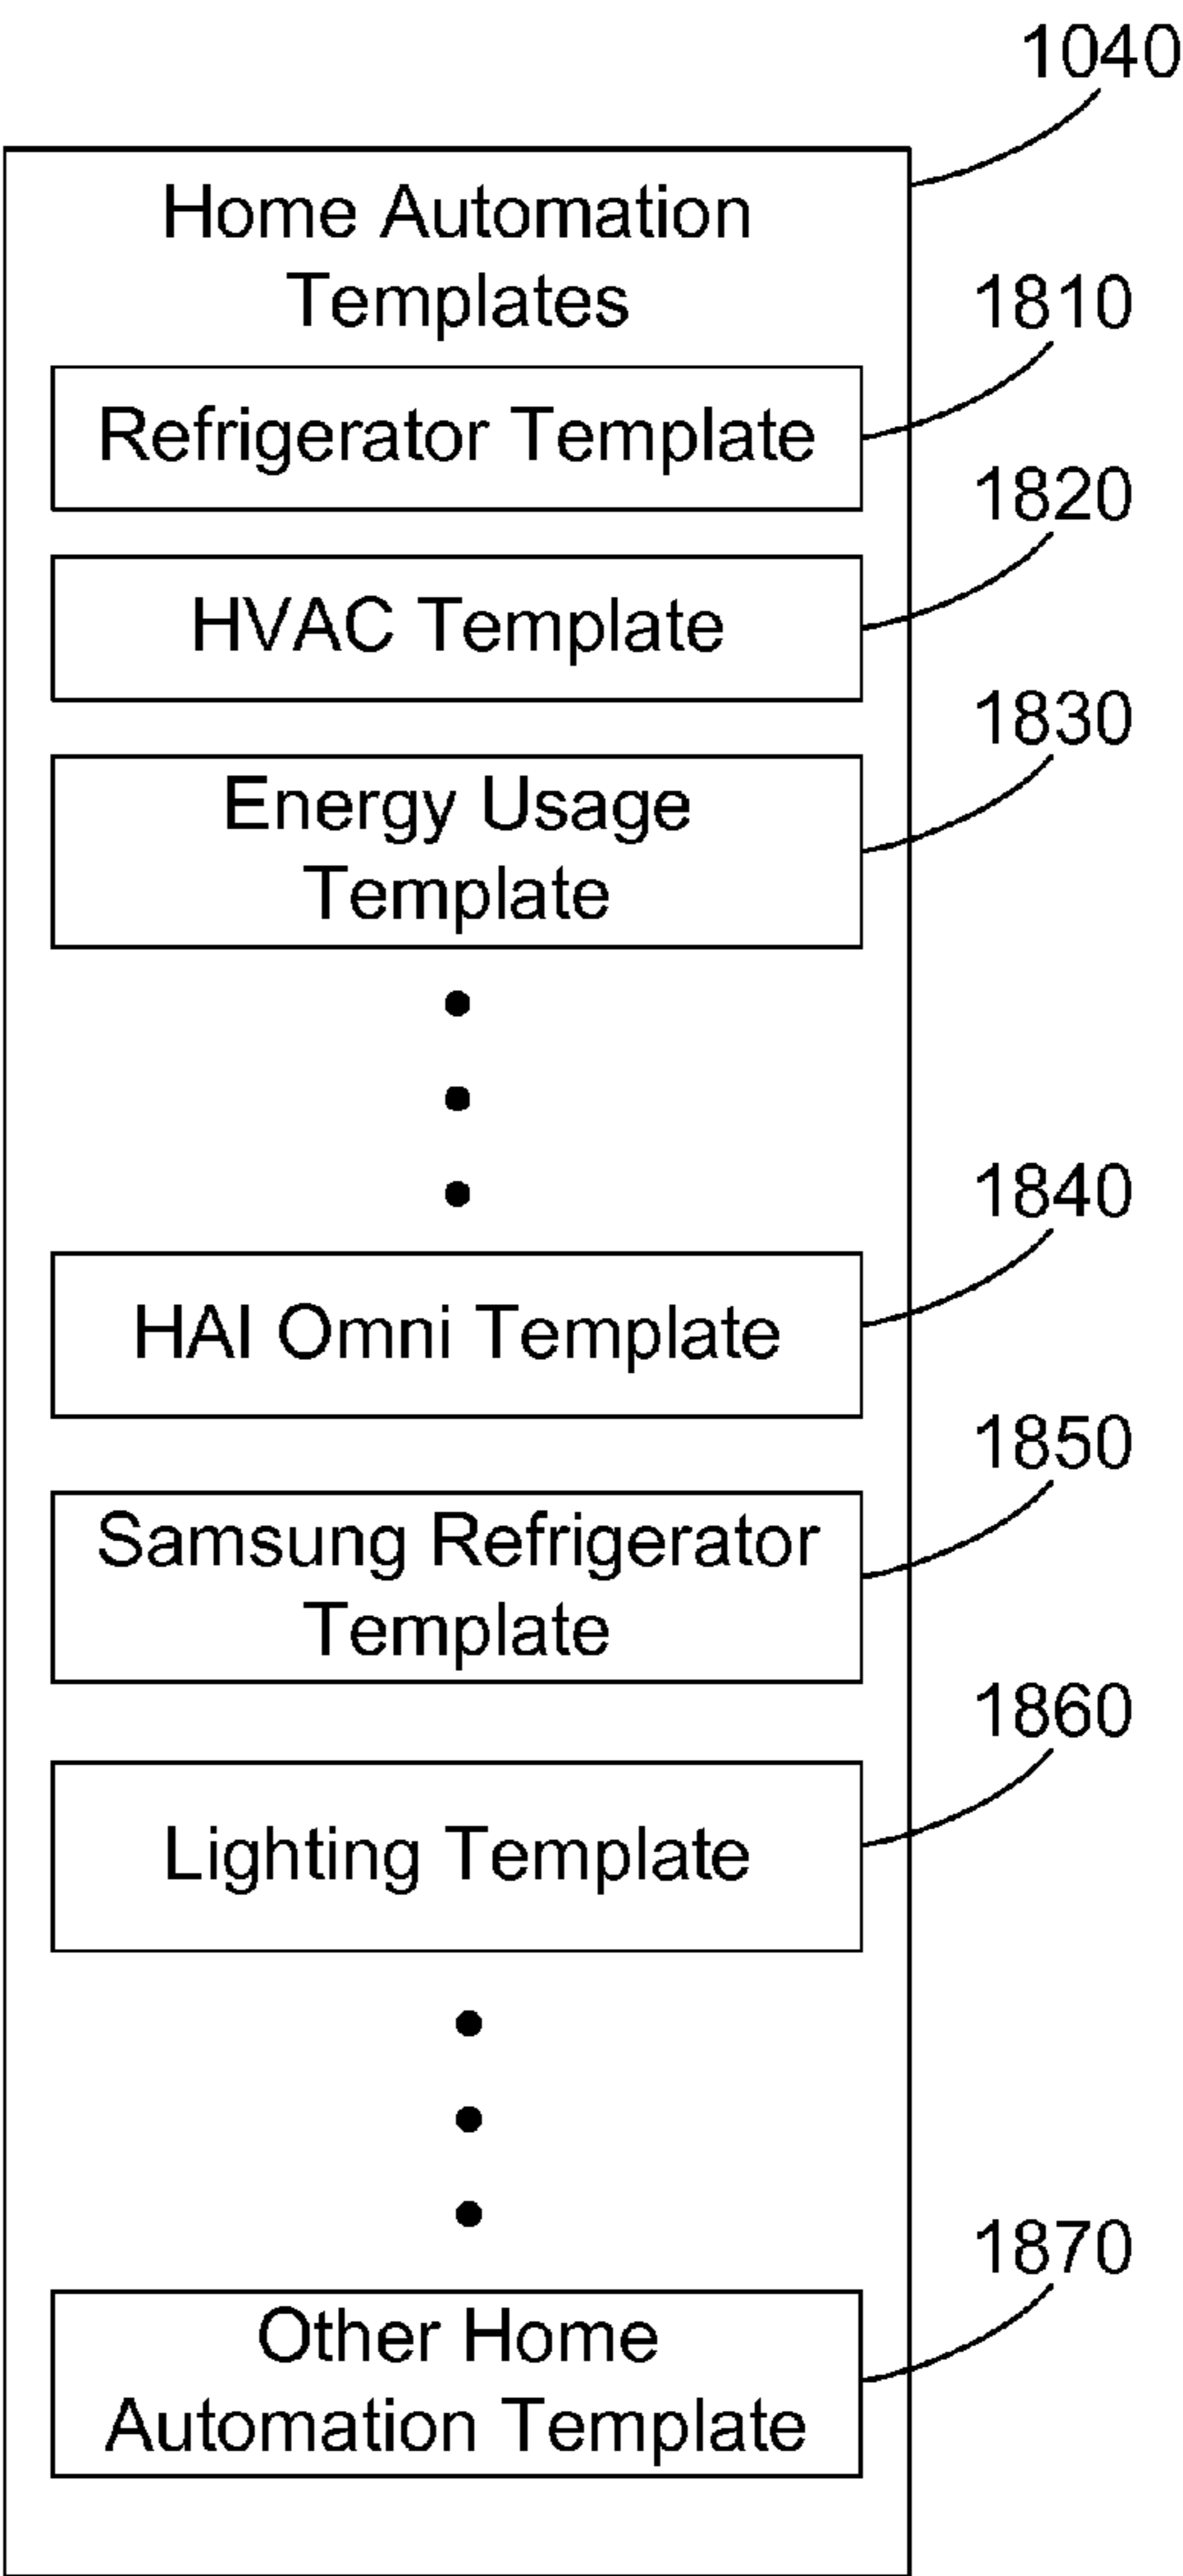 1040
Home Automation
Templates
1810
Refrigerator Template
1820
HVAC Template
1830
Energy Usage
Template
1840
HAI Omni Template
1850
Samsung Refrigerator
Template
1860
Lighting Template
1870
Other Home
Automation Template